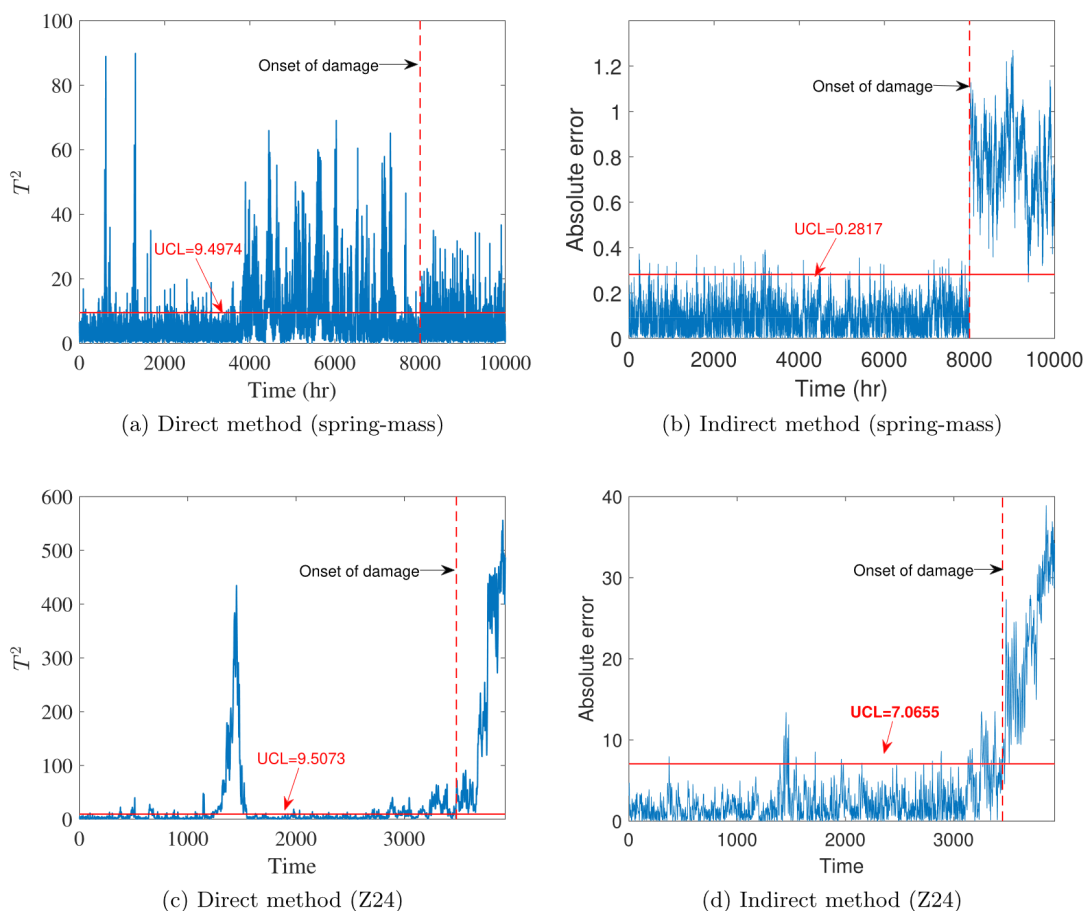 100
80
60
40
20
0
T²
Onset of damage
UCL=9.4974
0 2000 4000 6000 8000 10000
Time (hr)
(a) Direct method (spring-mass)
1.2
1
0.8
0.6
0.4
0.2
0
Absolute error
Onset of damage
UCL=0.2817
0 2000 4000 6000 8000 10000
Time (hr)
(b) Indirect method (spring-mass)
600
500
400
300
200
100
0
T²
Onset of damage
UCL=9.5073
0 1000 2000 3000
Time
(c) Direct method (Z24)
40
30
20
10
0
Absolute error
Onset of damage
UCL=7.0655
0 1000 2000 3000
Time
(d) Indirect method (Z24)